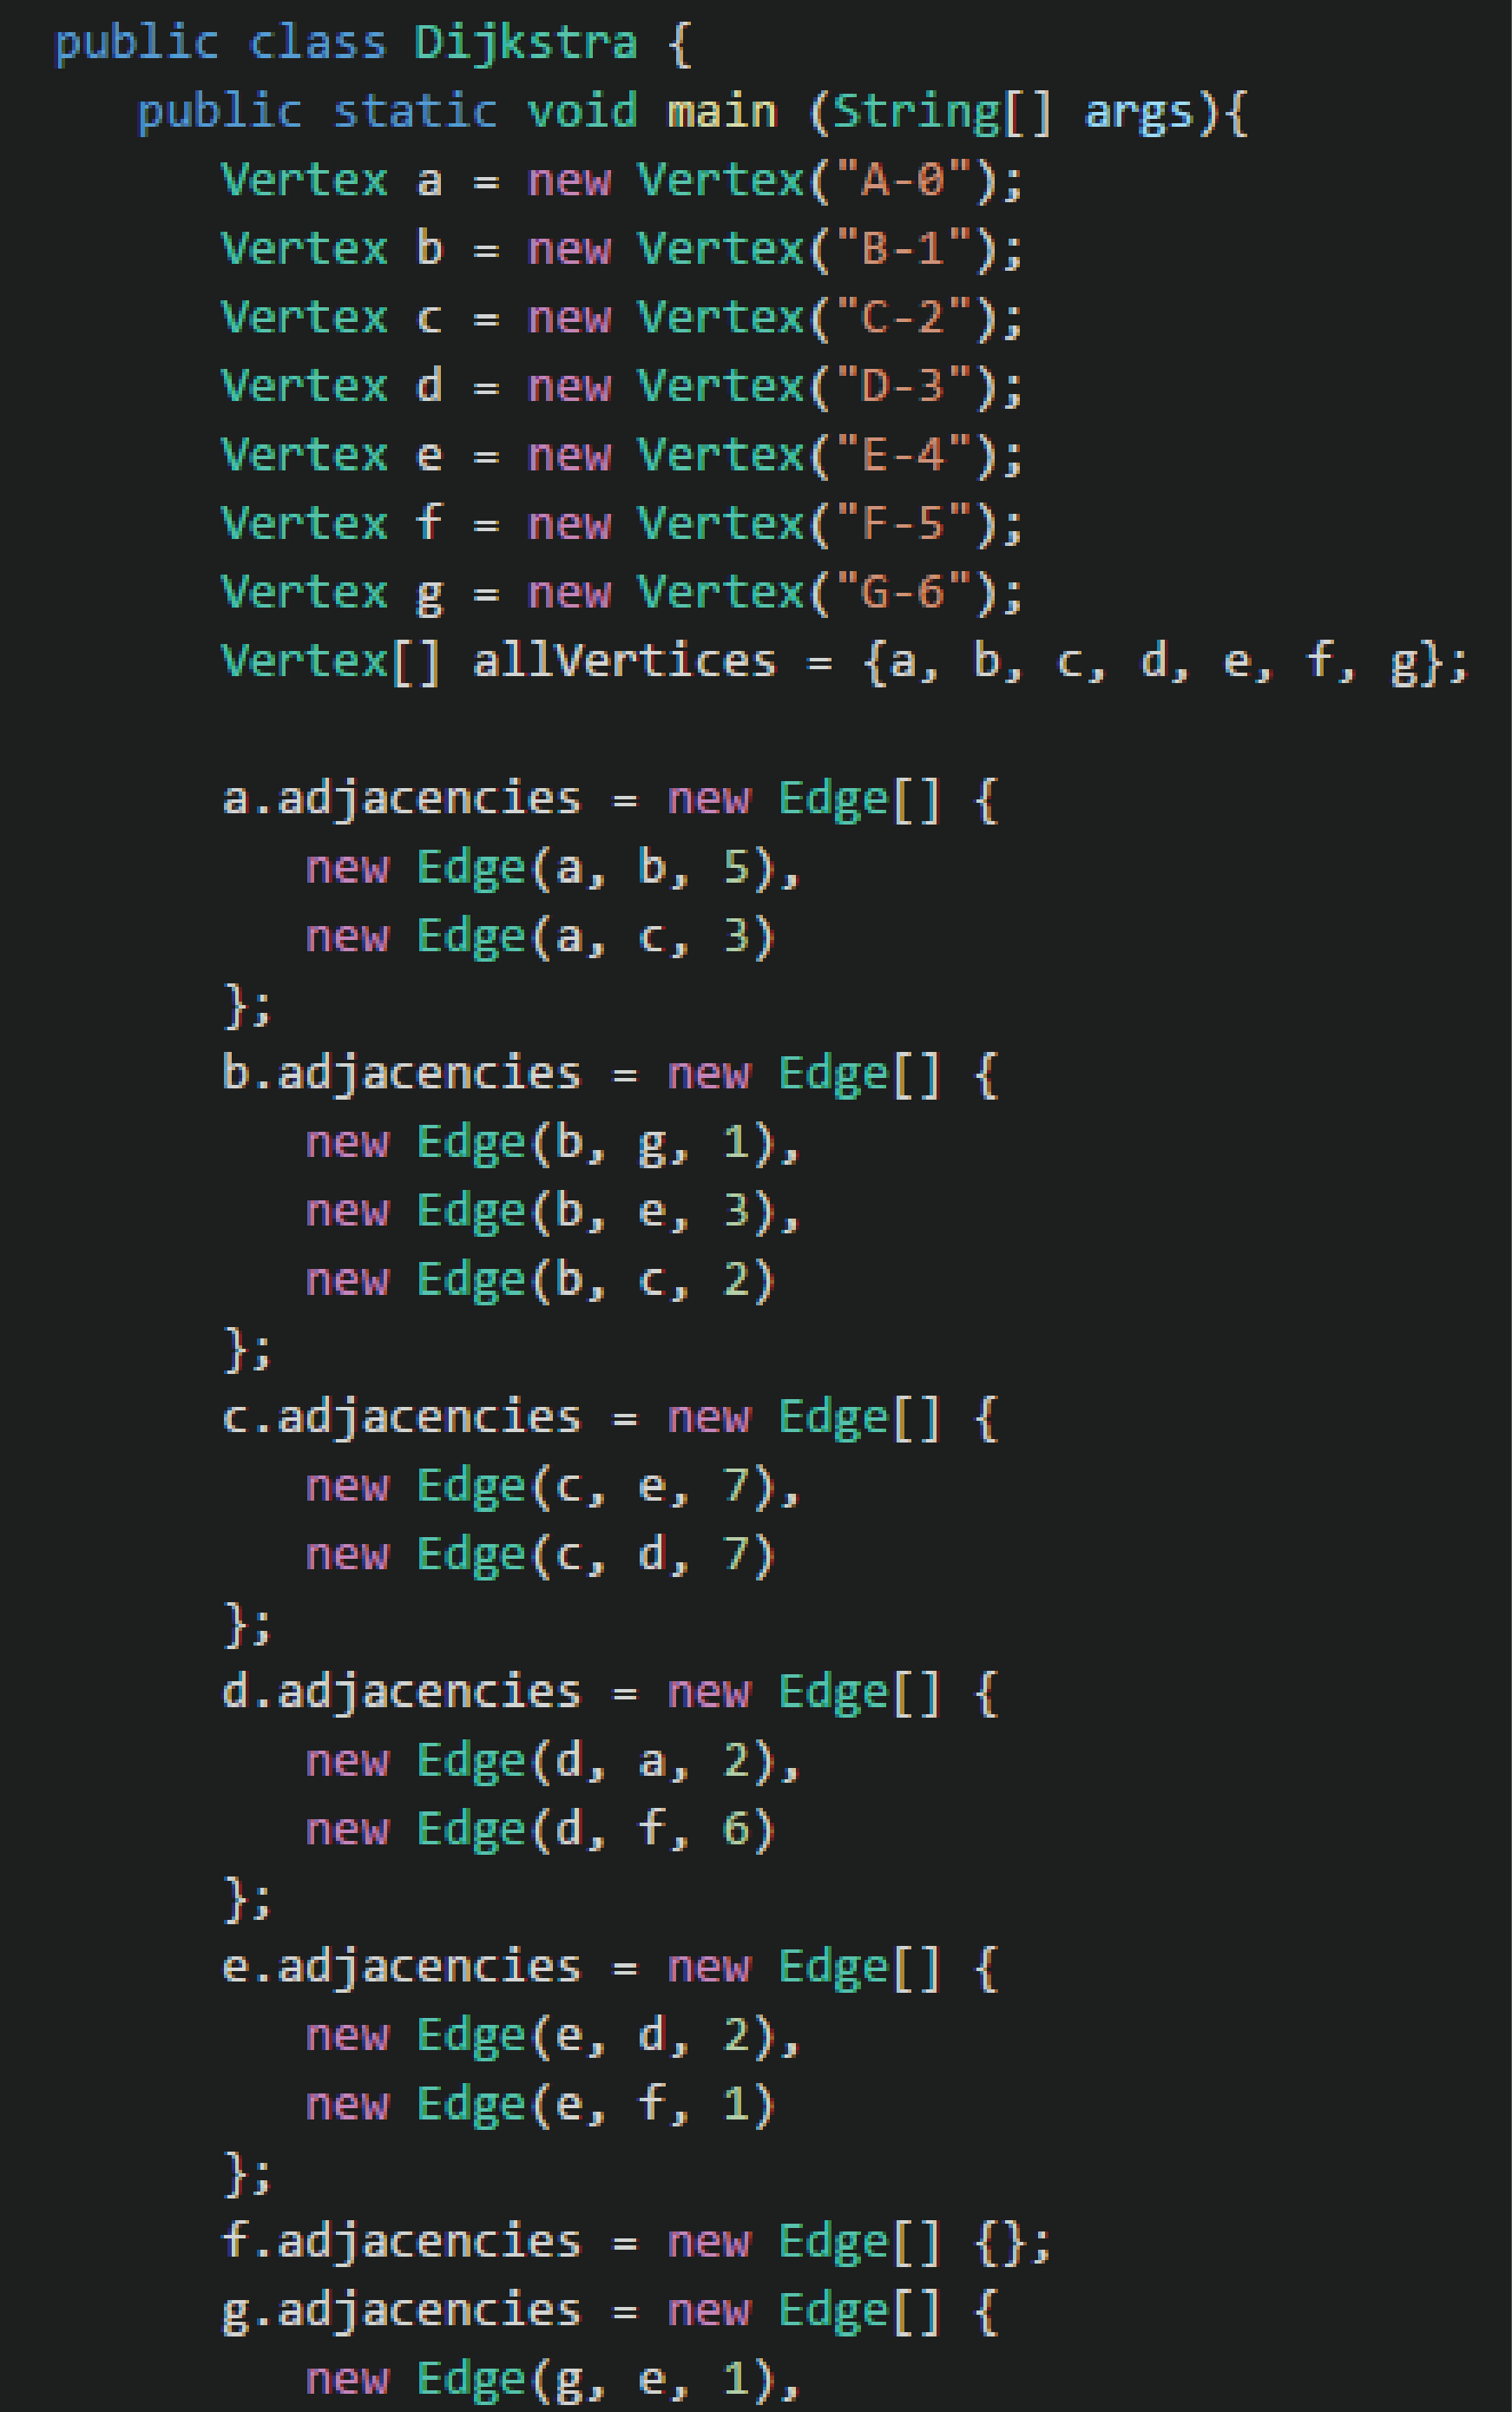 public class Dijkstra {
public static void main (String[] args){
Vertex a = new Vertex("A-0");
Vertex b = new Vertex("B-1");
Vertex c = new Vertex("C-2");
Vertex d = new Vertex("D-3");
Vertex e = new Vertex("E-4");
Vertex f = new Vertex("F-5");
Vertex g = new Vertex("G-6");
Vertex[] allVertices = {a, b, c, d, e, f, g};
a.adjacencies = new Edge[] {
new Edge(a, b, 5),
new Edge(a, c, 3)
};
b.adjacencies = new Edge[] {
new Edge(b, g, 1),
new Edge(b, e, 3),
new Edge(b, c, 2)
};
c.adjacencies = new Edge[] {
new Edge(c, e, 7),
new Edge(c, d, 7)
};
d.adjacencies = new Edge[] {
new Edge(d, a, 2),
new Edge(d, f, 6)
};
e.adjacencies = new Edge[] {
new Edge(e, d, 2),
new Edge(e, f, 1)
};
f.adjacencies = new Edge[] {};
g.adjacencies = new Edge[] {
new Edge(g, e, 1),